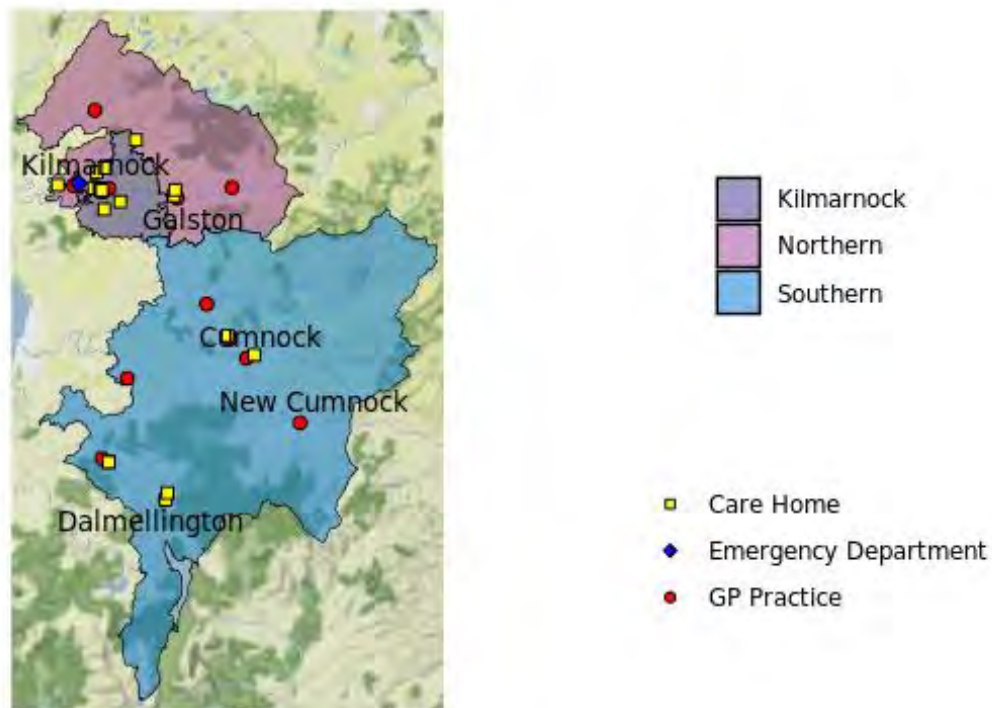 Kilmarnock
Galston
Cumnock
New Cumnock
Dalmellington
Kilmarnock
Northern
Southern
Care Home
Emergency Department
GP Practice